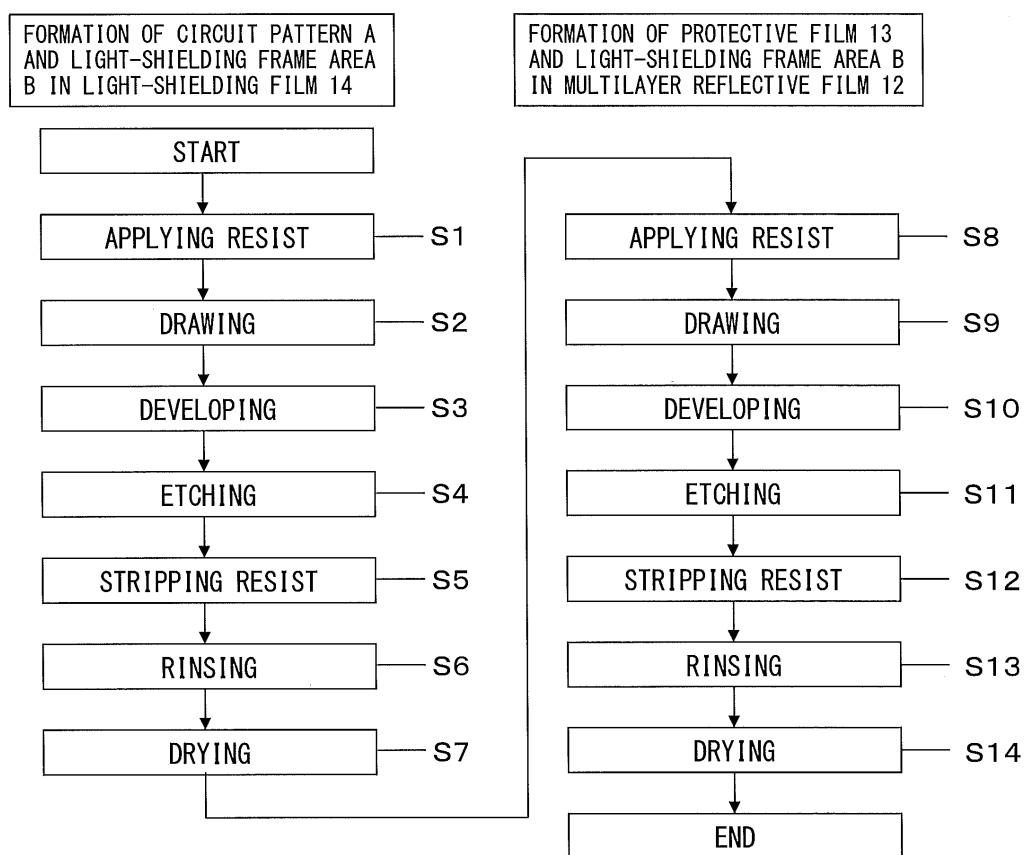 FORMATION OF CIRCUIT PATTERN A
AND LIGHT-SHIELDING FRAME AREA
B IN LIGHT-SHIELDING FILM 14
START
APPLYING RESIST S1
DRAWING S2
DEVELOPING S3
ETCHING S4
STRIPPING RESIST S5
RINSING S6
DRYING S7
FORMATION OF PROTECTIVE FILM 13
AND LIGHT-SHIELDING FRAME AREA B
IN MULTILAYER REFLECTIVE FILM 12
APPLYING RESIST S8
DRAWING S9
DEVELOPING S10
ETCHING S11
STRIPPING RESIST S12
RINSING S13
DRYING S14
END